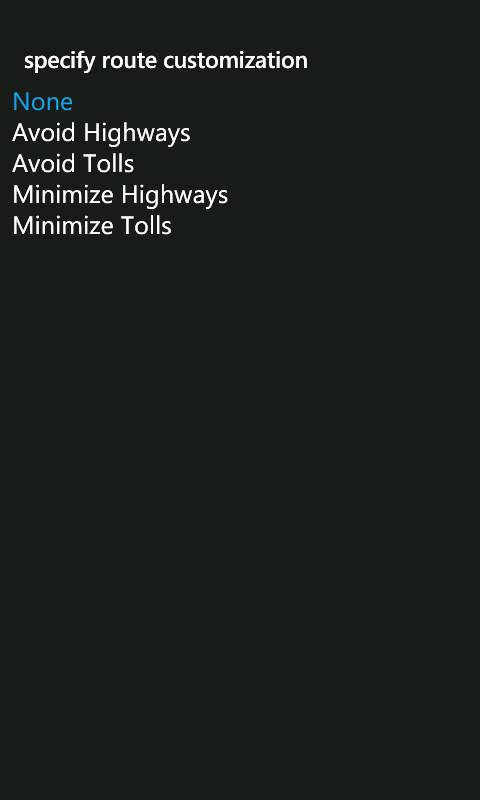 specify route customization
None
Avoid Highways
Avoid Tolls
Minimize Highways
Minimize Tolls